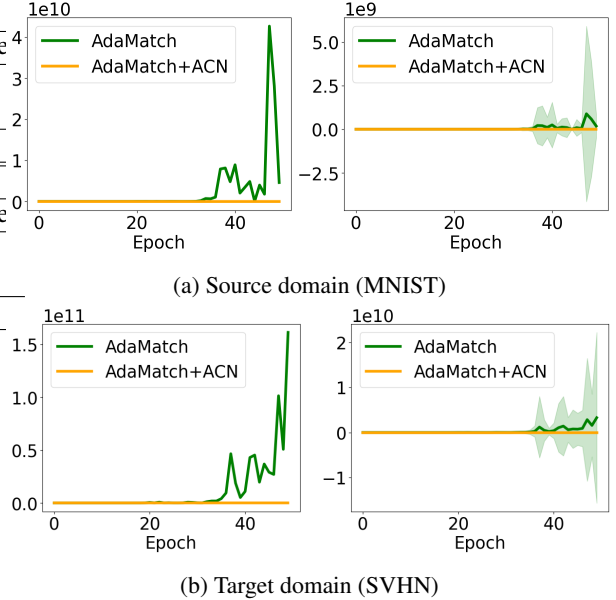 1e10
4
3
2
1
0
AdaMatch
AdaMatch+ACN
0 20 40
Epoch
1e9
5.0
2.5
0.0
−2.5
AdaMatch
AdaMatch+ACN
0 20 40
Epoch
(a) Source domain (MNIST)
1e11
1.5
1.0
0.5
0.0
AdaMatch
AdaMatch+ACN
0 20 40
Epoch
1e10
2
1
0
−1
AdaMatch
AdaMatch+ACN
0 20 40
Epoch
(b) Target domain (SVHN)